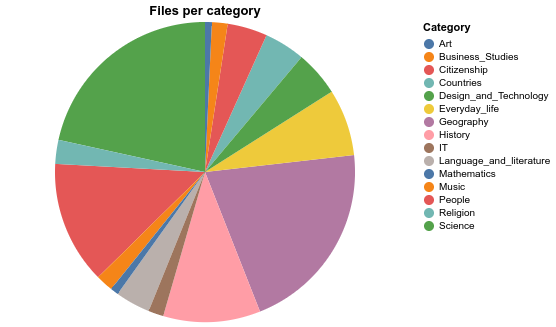 Files per category
Category
Art
Business_Studies
Citizenship
Countries
Design_and_Technology
Everyday_life
Geography
History
IT
Language_and_literature
Mathematics
Music
People
Religion
Science